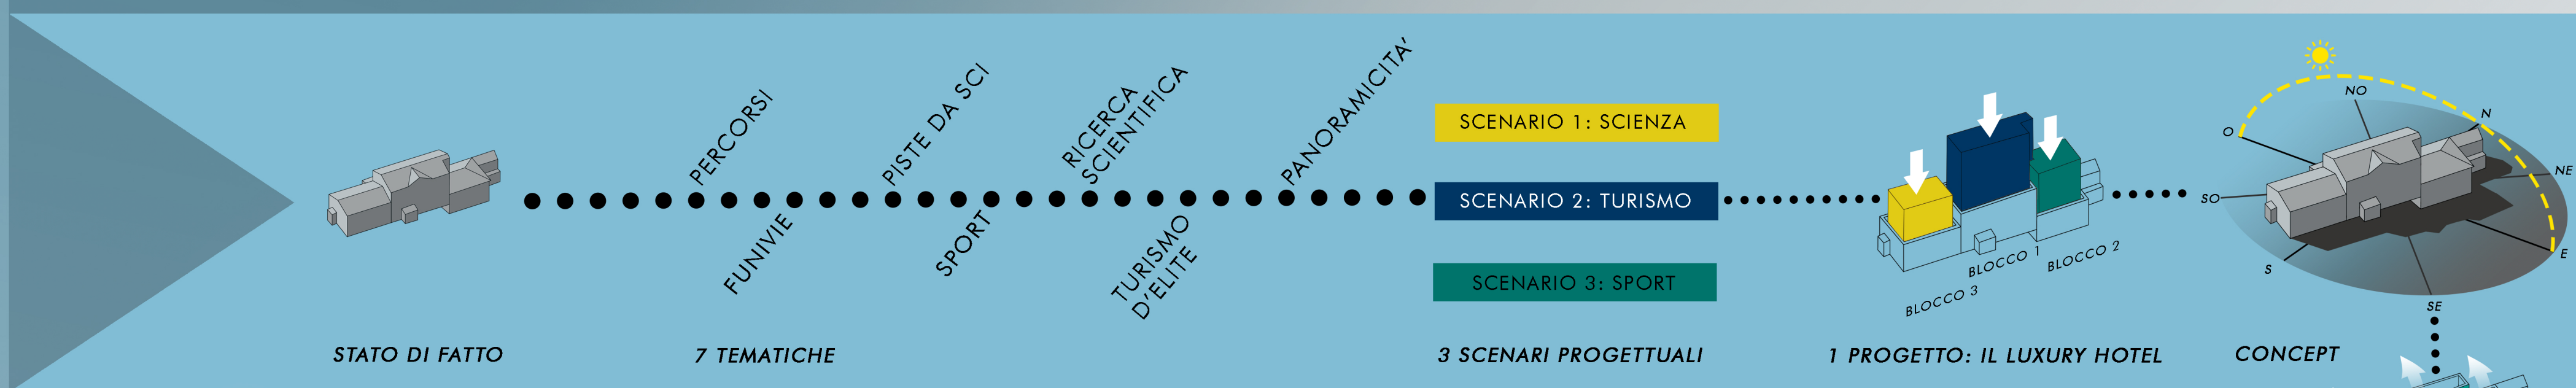 PERCORSI
PISTE DA SCI
RICERCA
SCIENTIFICA
PANORAMICITA'
FUNIVIE
SPORT
TURISMO
D'ELITE
SCENARIO 1: SCIENZA
SCENARIO 2: TURISMO
SCENARIO 3: SPORT
BLOCCO 1
BLOCCO 2
BLOCCO 3
NO
N
O
NE
SO
E
S
SE
STATO DI FATTO
7 TEMATICHE
3 SCENARI PROGETTUALI
1 PROGETTO: IL LUXURY HOTEL
CONCEPT